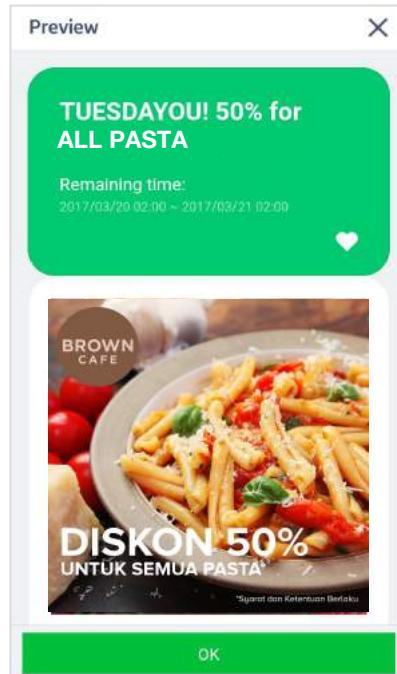 Preview
TUESDAYOU! 50% for
ALL PASTA
Remaining time:
2017/03/20 02:00 ~ 2017/03/21 02:00
BROWN
CAFE
DISKON 50%
UNTUK SEMUA PASTA*
*Syarat dan Ketentuan Berlaku
OK